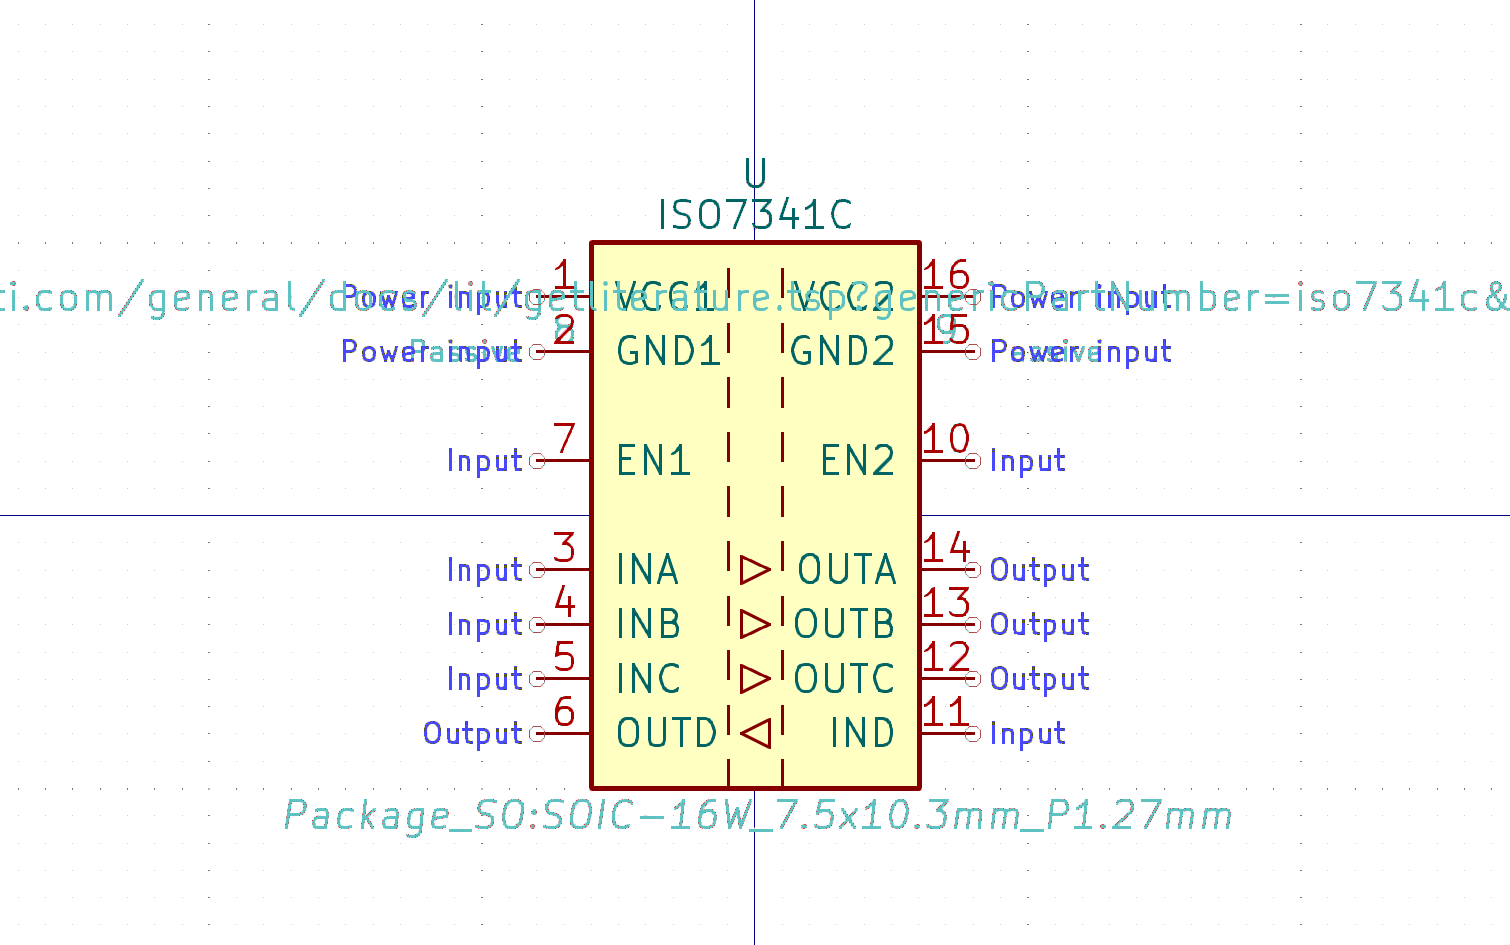 U
ISO7341C
1 16
Power input VCC1 VCC2 Power input
ti.com/general/docs/lit/getliterature.tsp?genericPartNumber=iso7341c&
8 9
2 15
Power input Passive GND1 GND2 Power input Passive
7 10
Input EN1 EN2 Input
3 14
Input INA OUTA Output
4 13
Input INB OUTB Output
5 12
Input INC OUTC Output
6 11
Output OUTD IND Input
Package_SO:SOIC-16W_7.5x10.3mm_P1.27mm